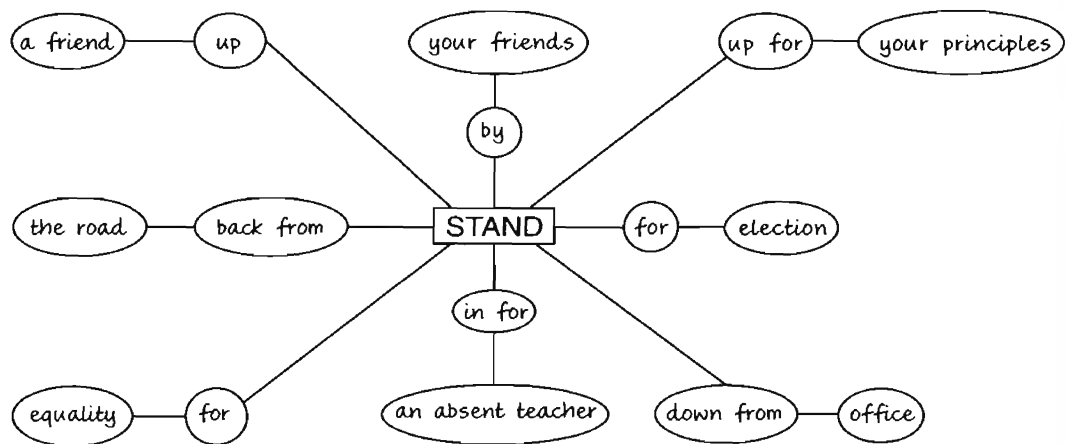 a friend up your friends up for your principles
by
the road back from STAND for election
in for
equality for an absent teacher down from office